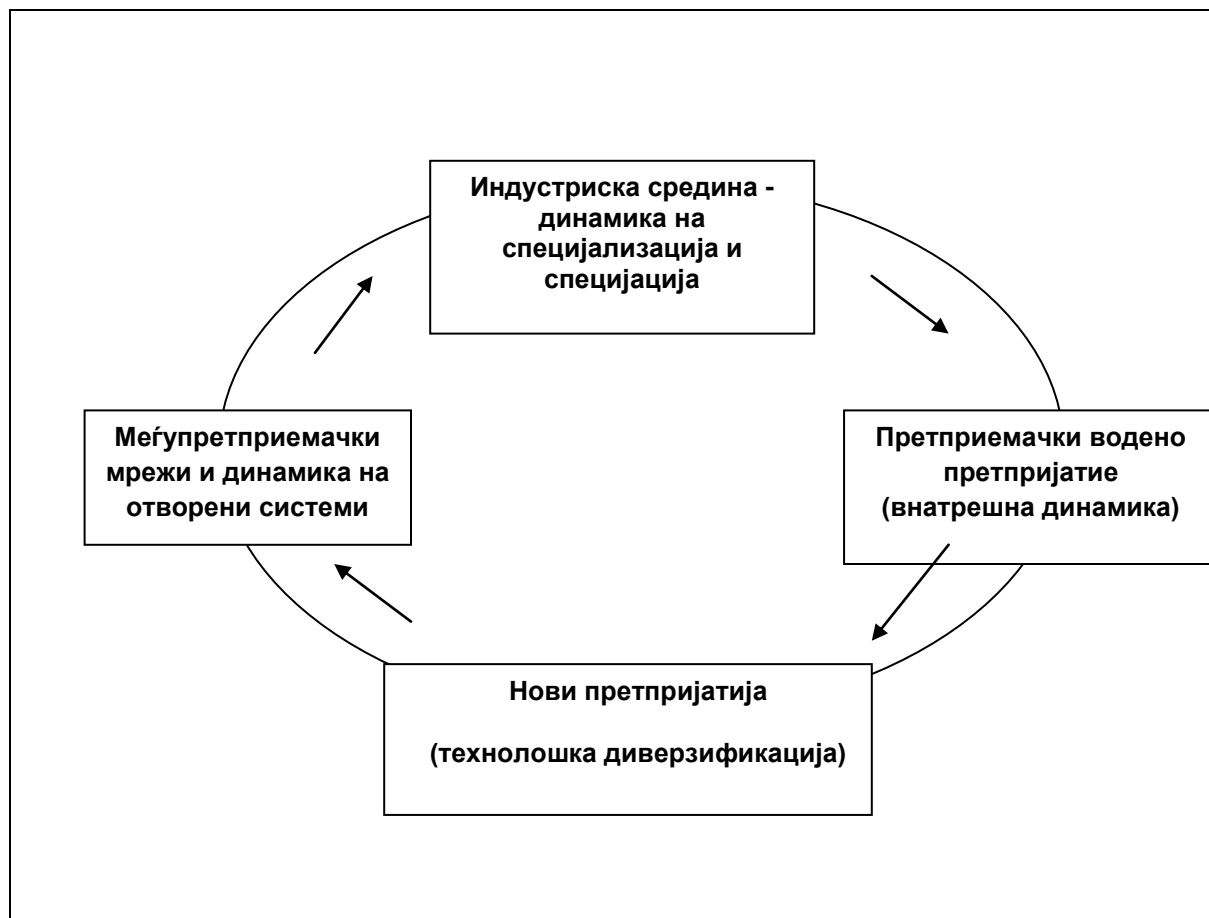 Индустриска средина -
динамика на
специјализација и
специјација
Меѓупретприемачки
мрежи и динамика на
отворени системи
Претприемачки водено
претпријатие
(внатрешна динамика)
Нови претпријатија
(технолошка диверзификација)